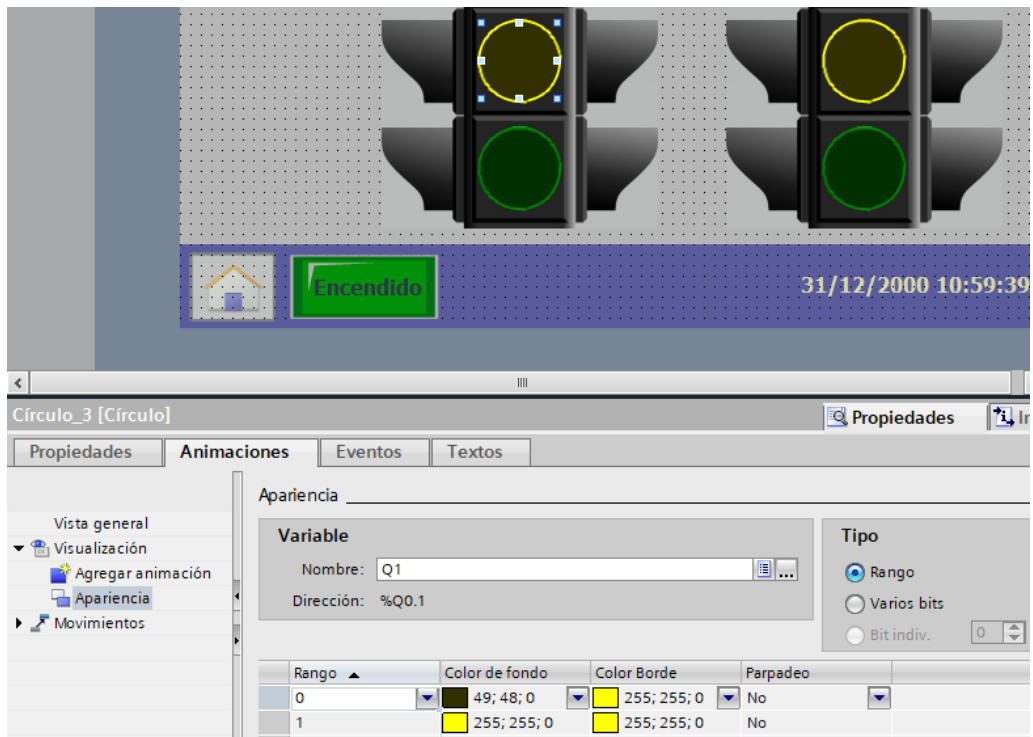 Encendido
31/12/2000 10:59:39
Círculo_3 [Círculo]
Propiedades
Propiedades Animaciones Eventos Textos
Apariencia
Vista general
Visualización
Agregar animación
Apariencia
Movimientos
Variable
Nombre: Q1
Dirección: %Q0.1
Tipo
Rango
Varios bits
Bit indiv. 0
Rango Color de fondo Color Borde Parpadeo
0 49; 48; 0 255; 255; 0 No
1 255; 255; 0 255; 255; 0 No